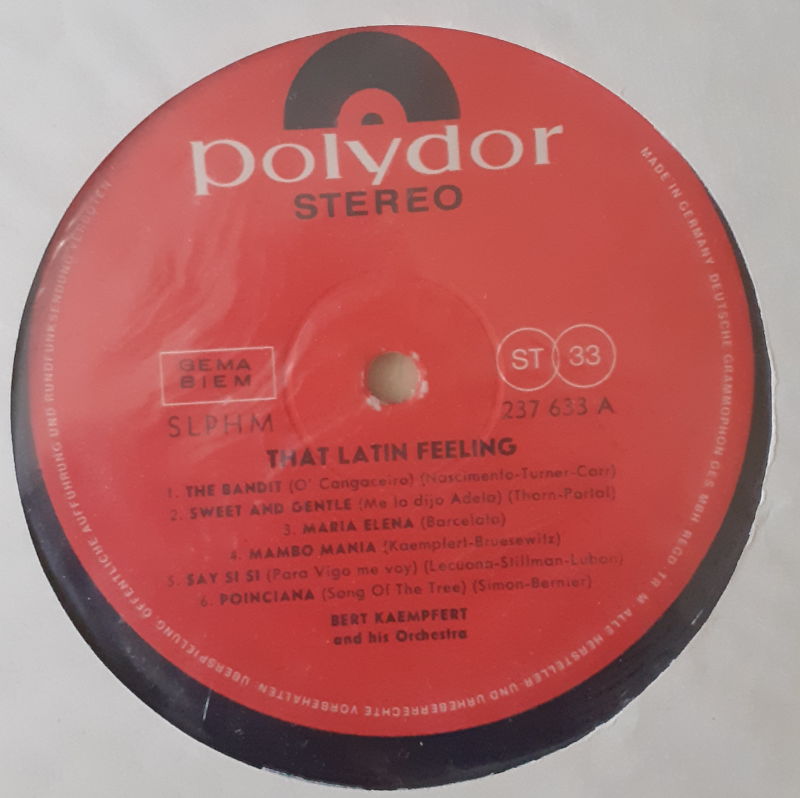 polydor
STEREO
GEMA
BIEM
ST 33
SLPHM
237 633 A
THAT LATIN FEELING
1. THE BANDIT (O' Cangaceiro) (Nascimento-Turner-Carr)
2. SWEET AND GENTLE (Me lo dijo Adela) (Thorn-Portal)
3. MARIA ELENA (Barcelata)
4. MAMBO MANIA (Kaempfert-Bruesewitz)
5. SAY SI SI (Para Vigo me voy) (Lecuona-Stillman-Luban)
6. POINCIANA (Song Of The Tree) (Simon-Bernier)
BERT KAEMPFERT
and his Orchestra
MADE IN GERMANY DEUTSCHE GRAMMOPHON GES MBH REGD. TR. M. ALLE HERSTELLER- UND URHEBERRECHTE VORBEHALTEN. ÜBERSPIELUNG ÖFFENTLICHE AUFFÜHRUNG UND RUNDFUNKSENDUNG VERBOTEN